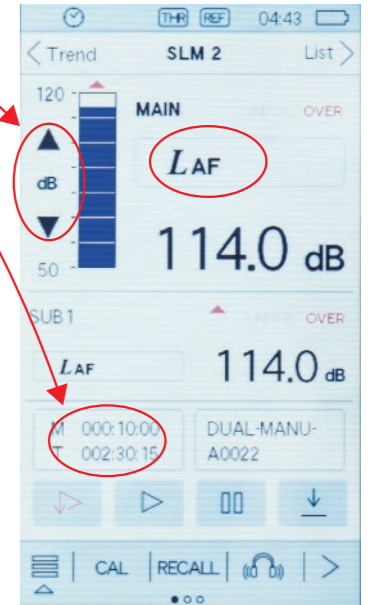 THR REF 04:43
Trend SLM 2 List
120
MAIN OVER
LAF
dB
114.0 dB
50
SUB 1 OVER
LAF 114.0 dB
M 000:10:00 DUAL-MANU-
T 002:30:15 A0022
CAL RECALL